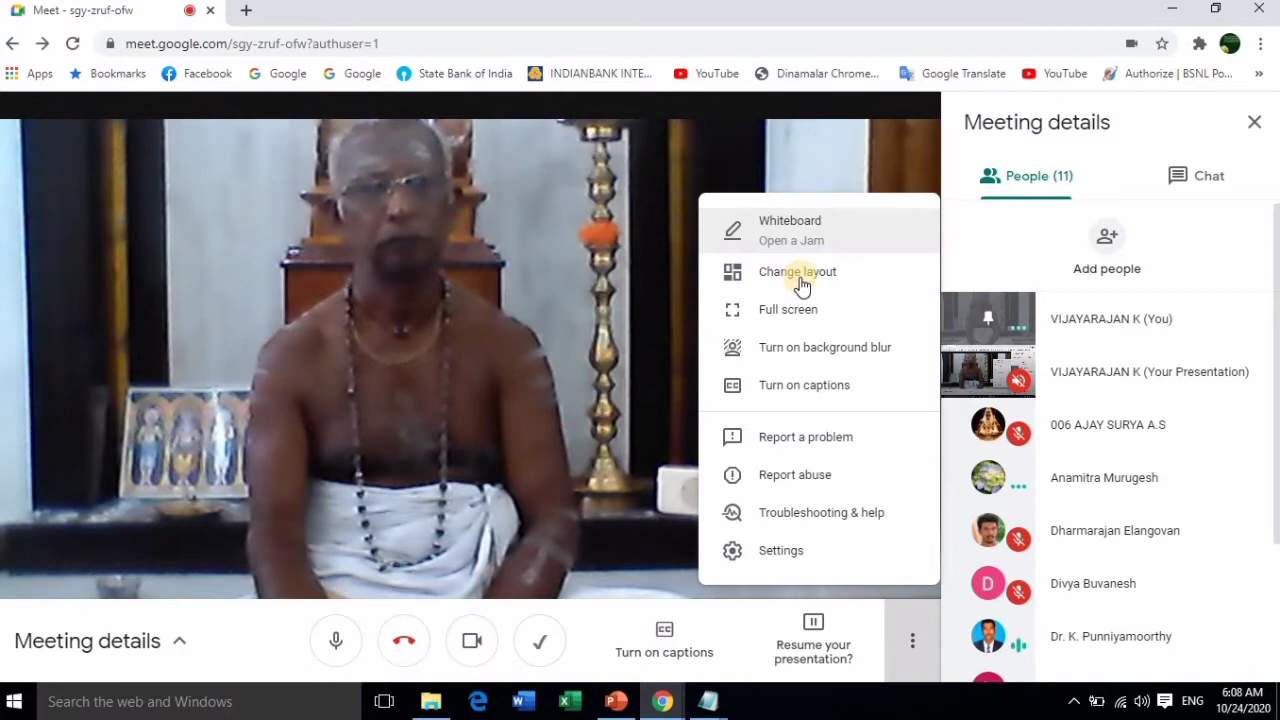 Meet - sgy-zruf-ofw
meet.google.com/sgy-zruf-ofw?authuser=1
Apps
Bookmarks
Facebook
Google
Google
State Bank of India
INDIANBANK INTE...
YouTube
Dinamalar Chrome...
Google Translate
YouTube
Authorize | BSNL Po...
»
Meeting details
People (11)
Chat
Add people
VIJAYARAJAN K (You)
VIJAYARAJAN K (Your Presentation)
006 AJAY SURYA A.S
Anamitra Murugesh
Dharmarajan Elangovan
D
Divya Buvanesh
Dr. K. Punniyamoorthy
Whiteboard
Open a Jam
Change layout
Full screen
Turn on background blur
CC
Turn on captions
Report a problem
Report abuse
Troubleshooting & help
Settings
Meeting details
CC
Turn on captions
Resume your
presentation?
Search the web and Windows
ENG
6:08 AM
10/24/2020